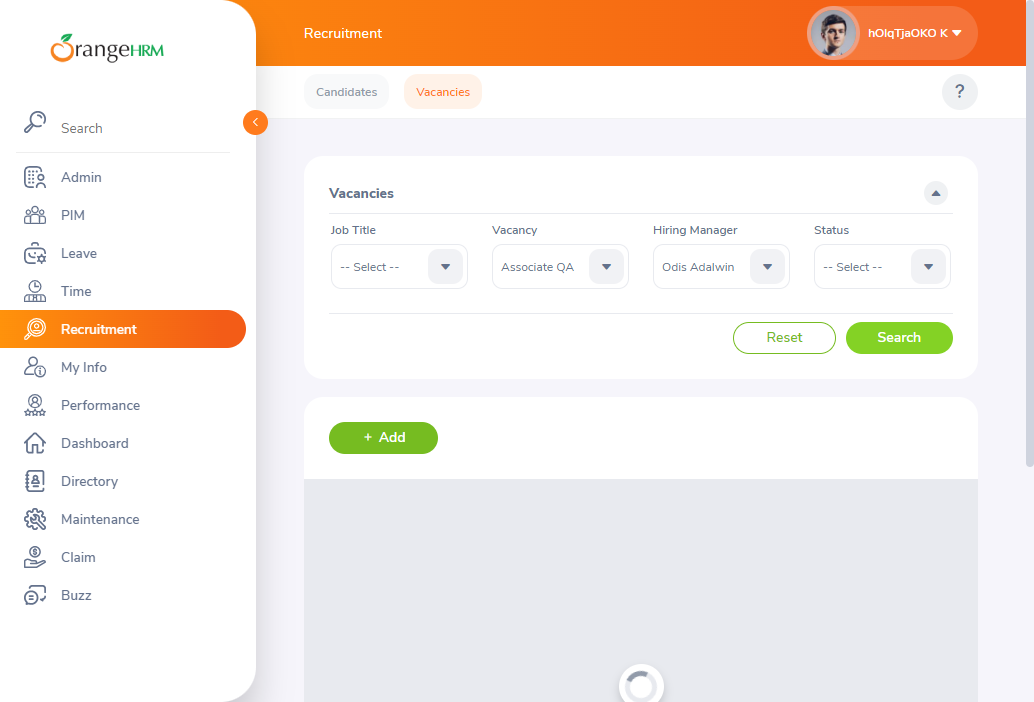 OrangeHRM
Recruitment
hOlqTjaOKO K
Search
Candidates
Vacancies
?
Admin
PIM
Leave
Time
Recruitment
My Info
Performance
Dashboard
Directory
Maintenance
Claim
Buzz
Vacancies
Job Title
Vacancy
Hiring Manager
Status
-- Select --
Associate QA
Odis Adalwin
-- Select --
Reset
Search
+ Add